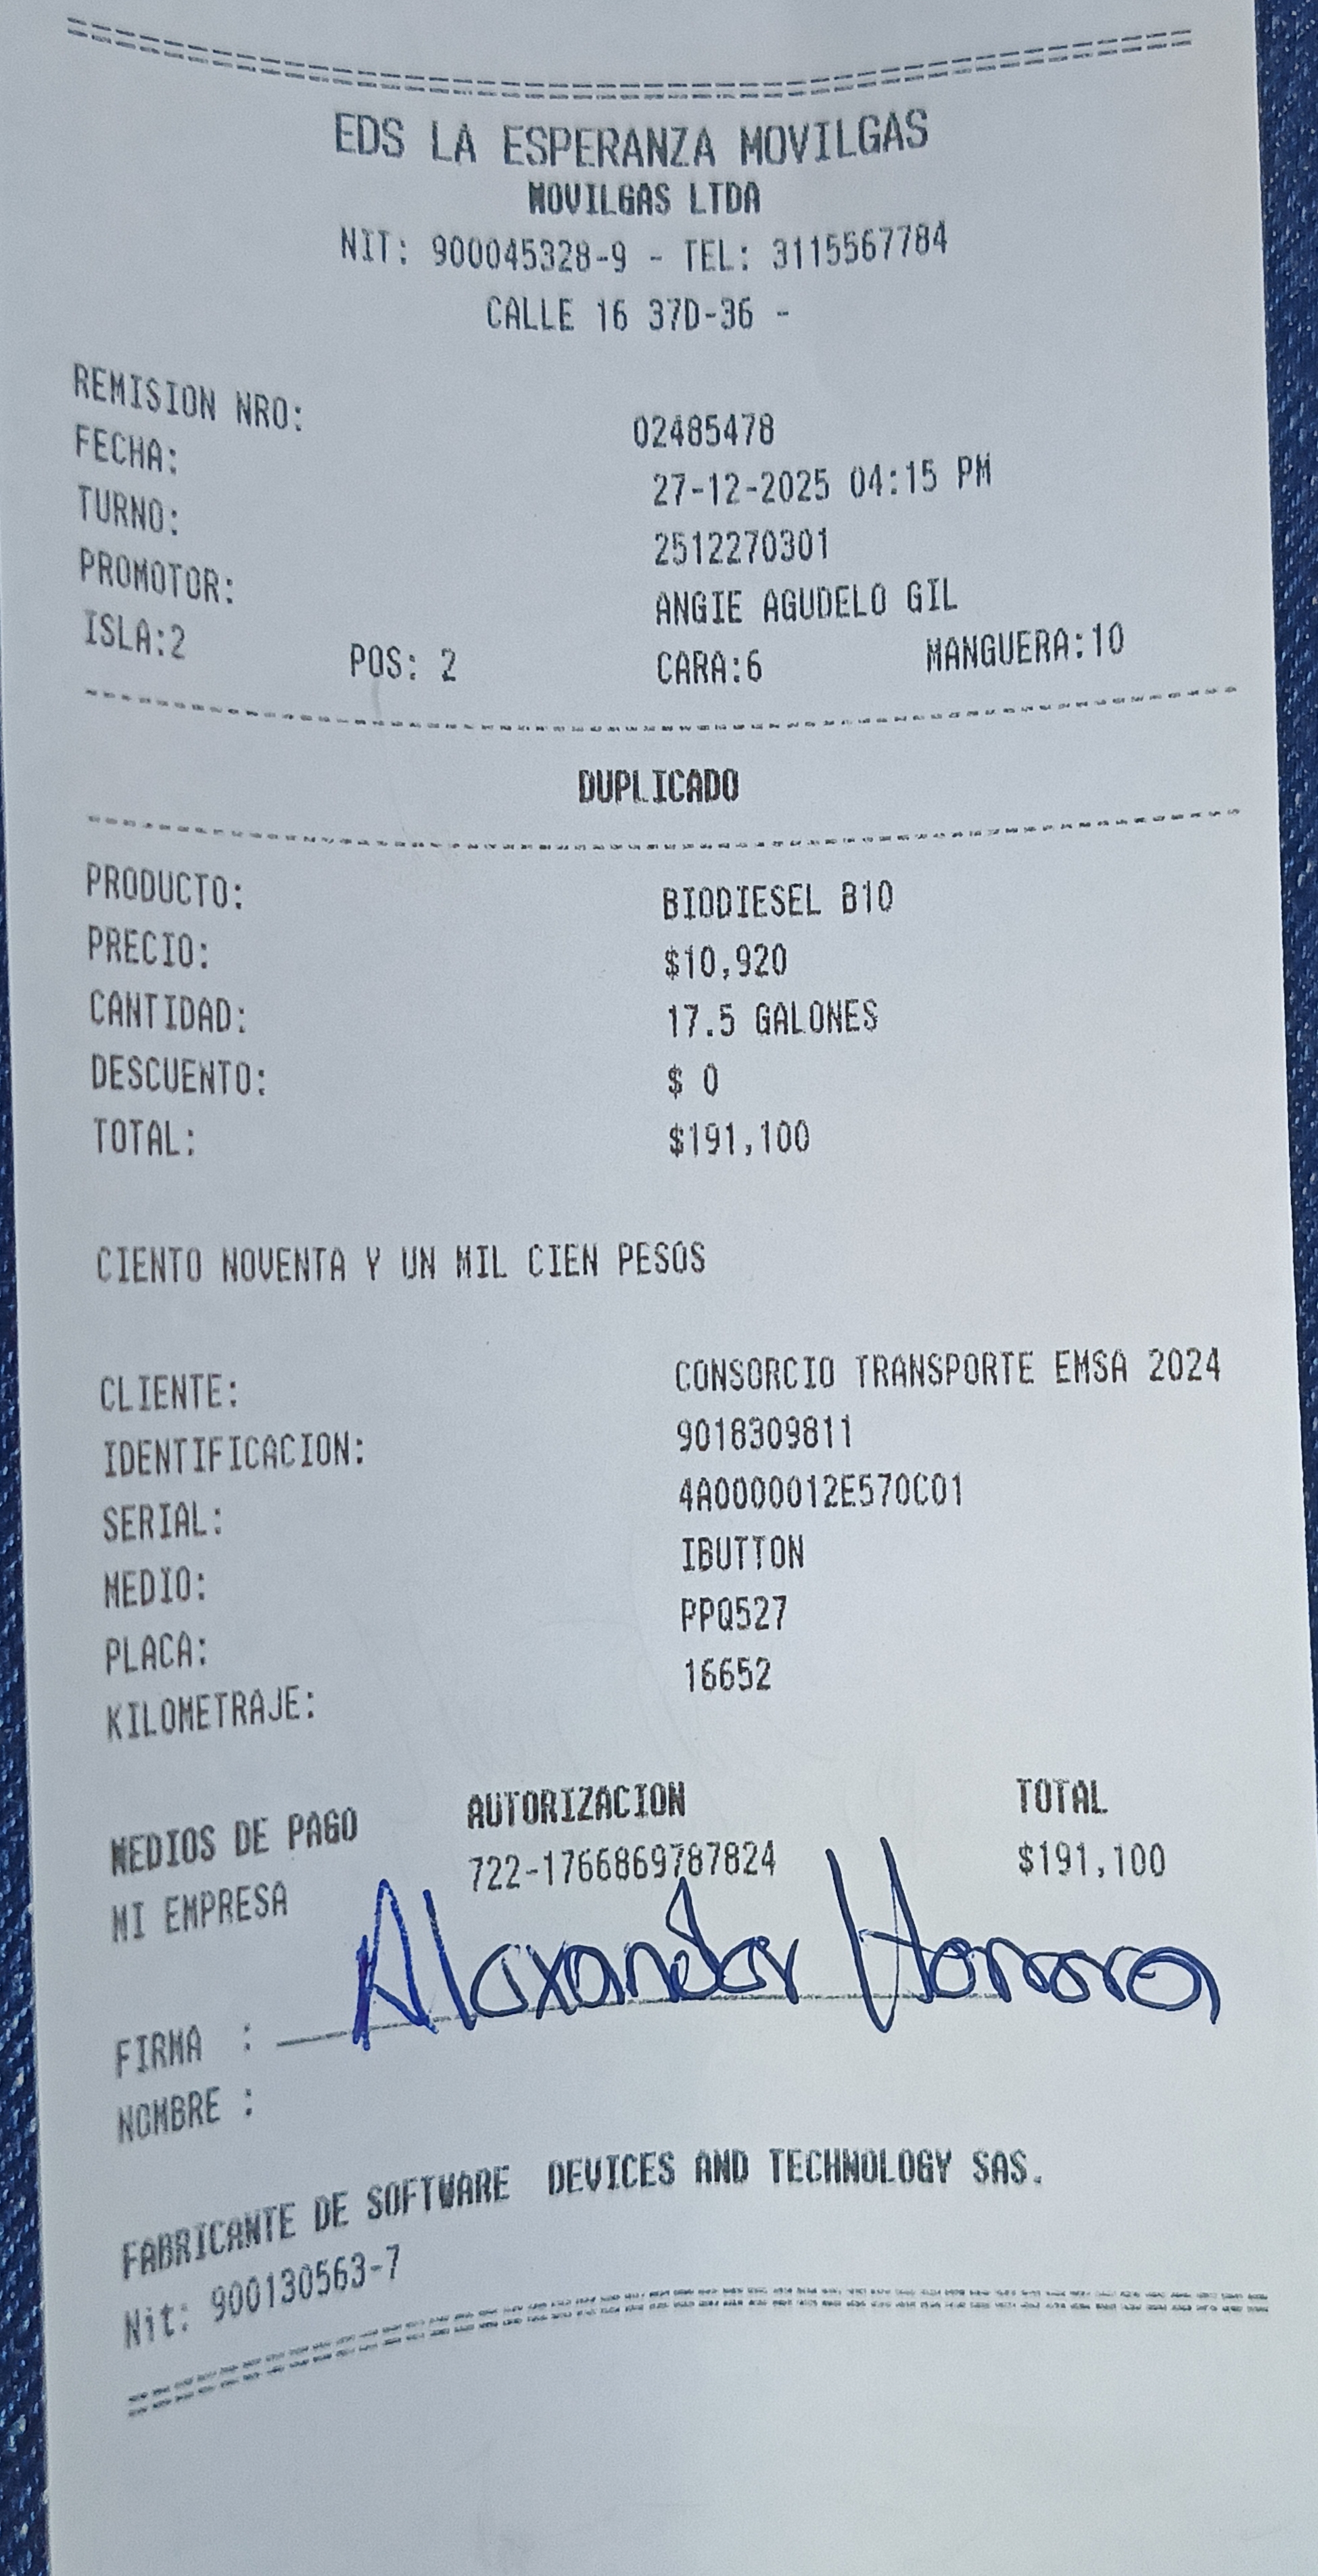 EDS LA ESPERANZA MOVILGAS
MOVILGAS LTDA
NIT: 900045328-9 - TEL: 3115567784
CALLE 16 37D-36 -
REMISION NRO: 02485478
FECHA: 27-12-2025 04:15 PM
TURNO: 2512270301
PROMOTOR: ANGIE AGUDELO GIL
ISLA:2 POS: 2 CARA:6 MANGUERA:10
DUPLICADO
PRODUCTO: BIODIESEL B10
PRECIO: $10,920
CANTIDAD: 17.5 GALONES
DESCUENTO: $ 0
TOTAL: $191,100
CIENTO NOVENTA Y UN MIL CIEN PESOS
CLIENTE: CONSORCIO TRANSPORTE EMSA 2024
IDENTIFICACION: 9018309811
SERIAL: 4A0000012E570C01
MEDIO: IBUTTON
PLACA: PPQ527
KILOMETRAJE: 16652
MEDIOS DE PAGO AUTORIZACION TOTAL
MI EMPRESA 722-1766869787824 $191,100
FIRMA : Alexander Herrera
NOMBRE :
FABRICANTE DE SOFTWARE DEVICES AND TECHNOLOGY SAS.
Nit: 900130563-7